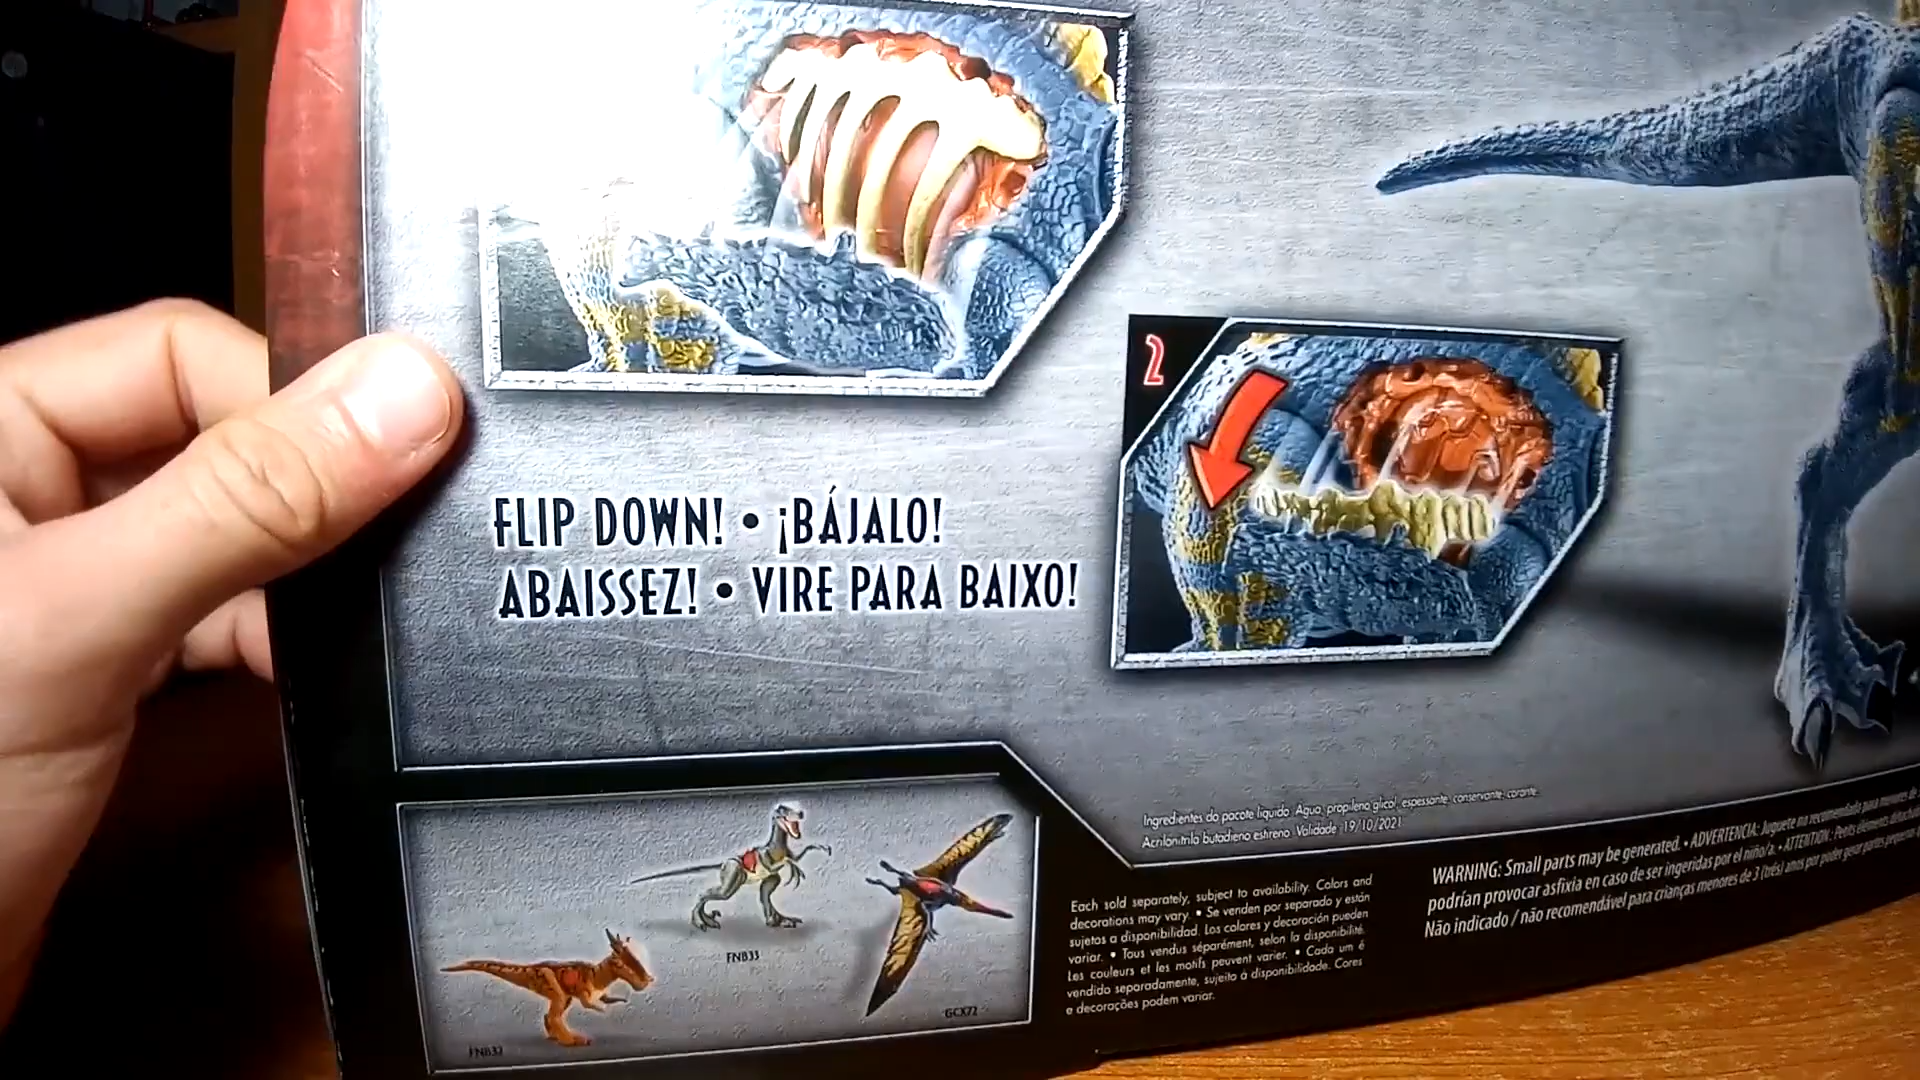 2
FLIP DOWN! • ¡BÁJALO!
ABAISSEZ! • VIRE PARA BAIXO!
Ingredientes do pacote líquido: Água, propileno glicol, espessante, conservante, corante.
Acrilonitrila butadieno estireno. Validade 19/10/2021
WARNING: Small parts may be generated. • ADVERTENCIA: Juguete no recomendado para menores de
podrían provocar asfixia en caso de ser ingeridas por el niño/a. • ATTENTION: Petits éléments
Não indicado / não recomendável para crianças menores de 3 (três) anos por poder gerar partes pequenas
Each sold separately, subject to availability. Colors and
decorations may vary. • Se venden por separado y están
sujetos a disponibilidad. Los colores y decoración pueden
variar. • Tous vendus séparément, selon la disponibilité.
Les couleurs et les motifs peuvent varier. • Cada um é
vendido separadamente, sujeito à disponibilidade. Cores
e decorações podem variar.
FNB33
GCX72